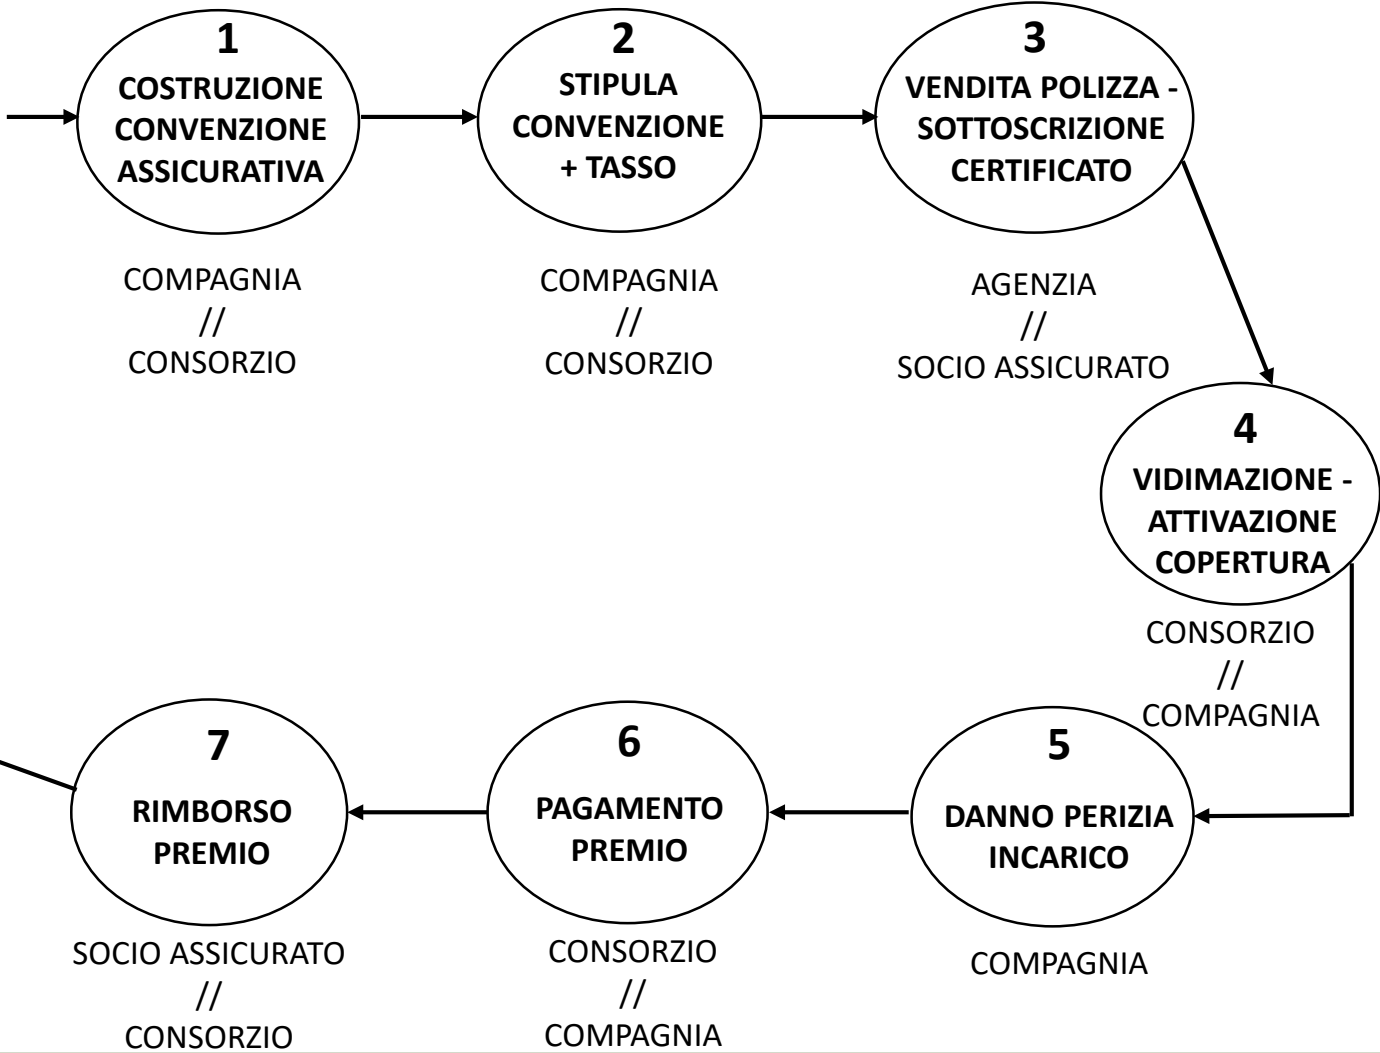 1
COSTRUZIONE
CONVENZIONE
ASSICURATIVA
COMPAGNIA
//
CONSORZIO
2
STIPULA
CONVENZIONE
+ TASSO
COMPAGNIA
//
CONSORZIO
3
VENDITA POLIZZA -
SOTTOSCRIZIONE
CERTIFICATO
AGENZIA
//
SOCIO ASSICURATO
4
VIDIMAZIONE -
ATTIVAZIONE
COPERTURA
CONSORZIO
//
COMPAGNIA
5
DANNO PERIZIA
INCARICO
COMPAGNIA
6
PAGAMENTO
PREMIO
CONSORZIO
//
COMPAGNIA
7
RIMBORSO
PREMIO
SOCIO ASSICURATO
//
CONSORZIO